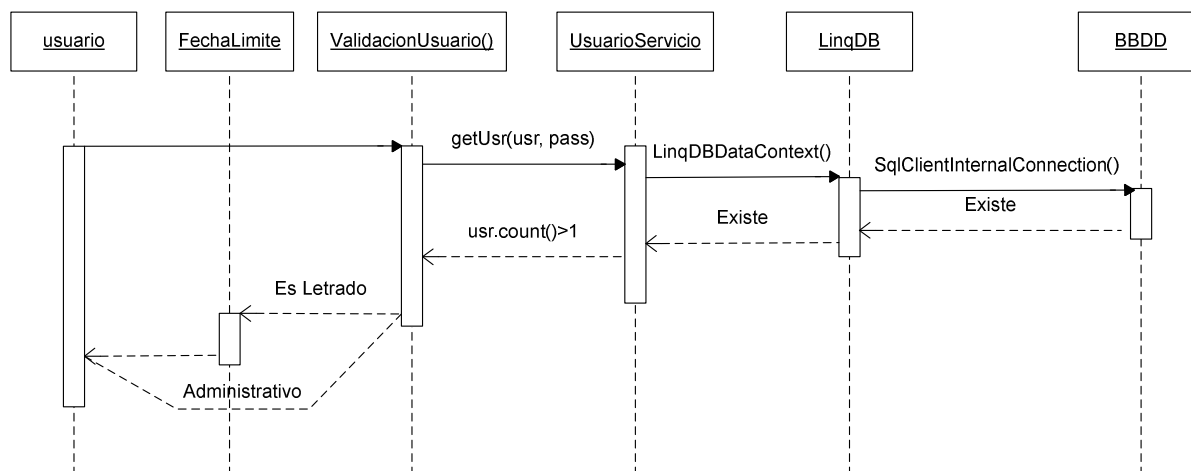 usuario
FechaLimite
ValidacionUsuario()
UsuarioServicio
LinqDB
BBDD
getUsr(usr, pass)
LinqDBDataContext()
SqlClientInternalConnection()
Existe
Existe
usr.count()>1
Es Letrado
Administrativo